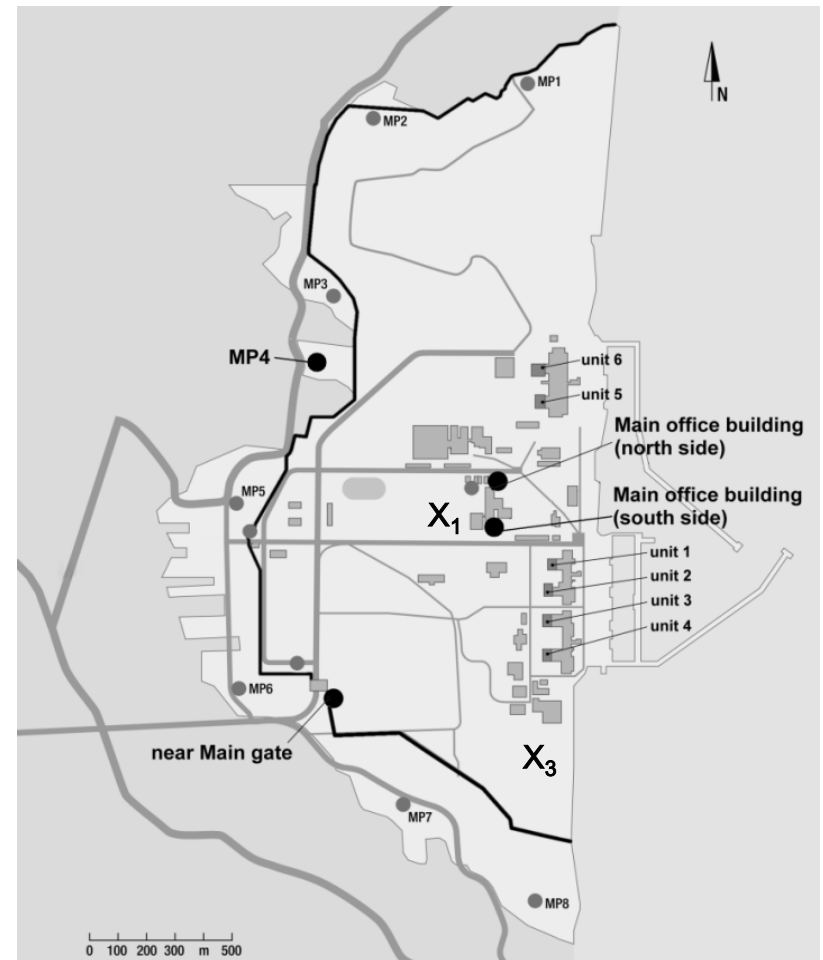 MP1
N
MP2
MP3
MP4
unit 6
unit 5
Main office building
(north side)
MP5
X₁
Main office building
(south side)
unit 1
unit 2
unit 3
unit 4
MP6
near Main gate
X₃
MP7
MP8
0 100 200 300 m 500